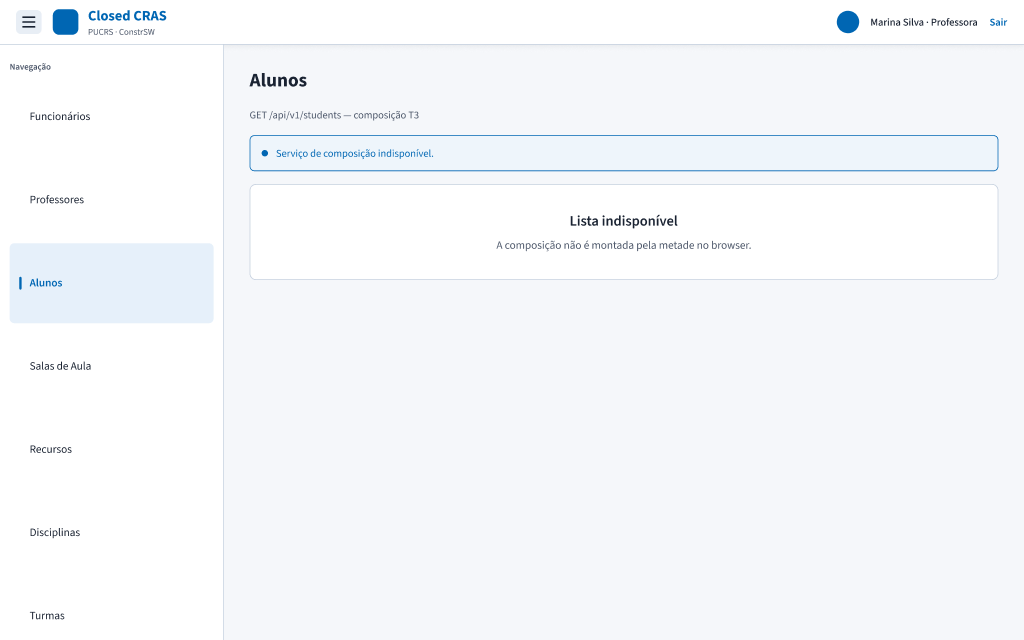 Closed CRAS
PUCRS · ConstrSW
Marina Silva · Professora
Sair
Navegação
Funcionários
Professores
Alunos
Salas de Aula
Recursos
Disciplinas
Turmas
Alunos
GET /api/v1/students — composição T3
Serviço de composição indisponível.
Lista indisponível
A composição não é montada pela metade no browser.